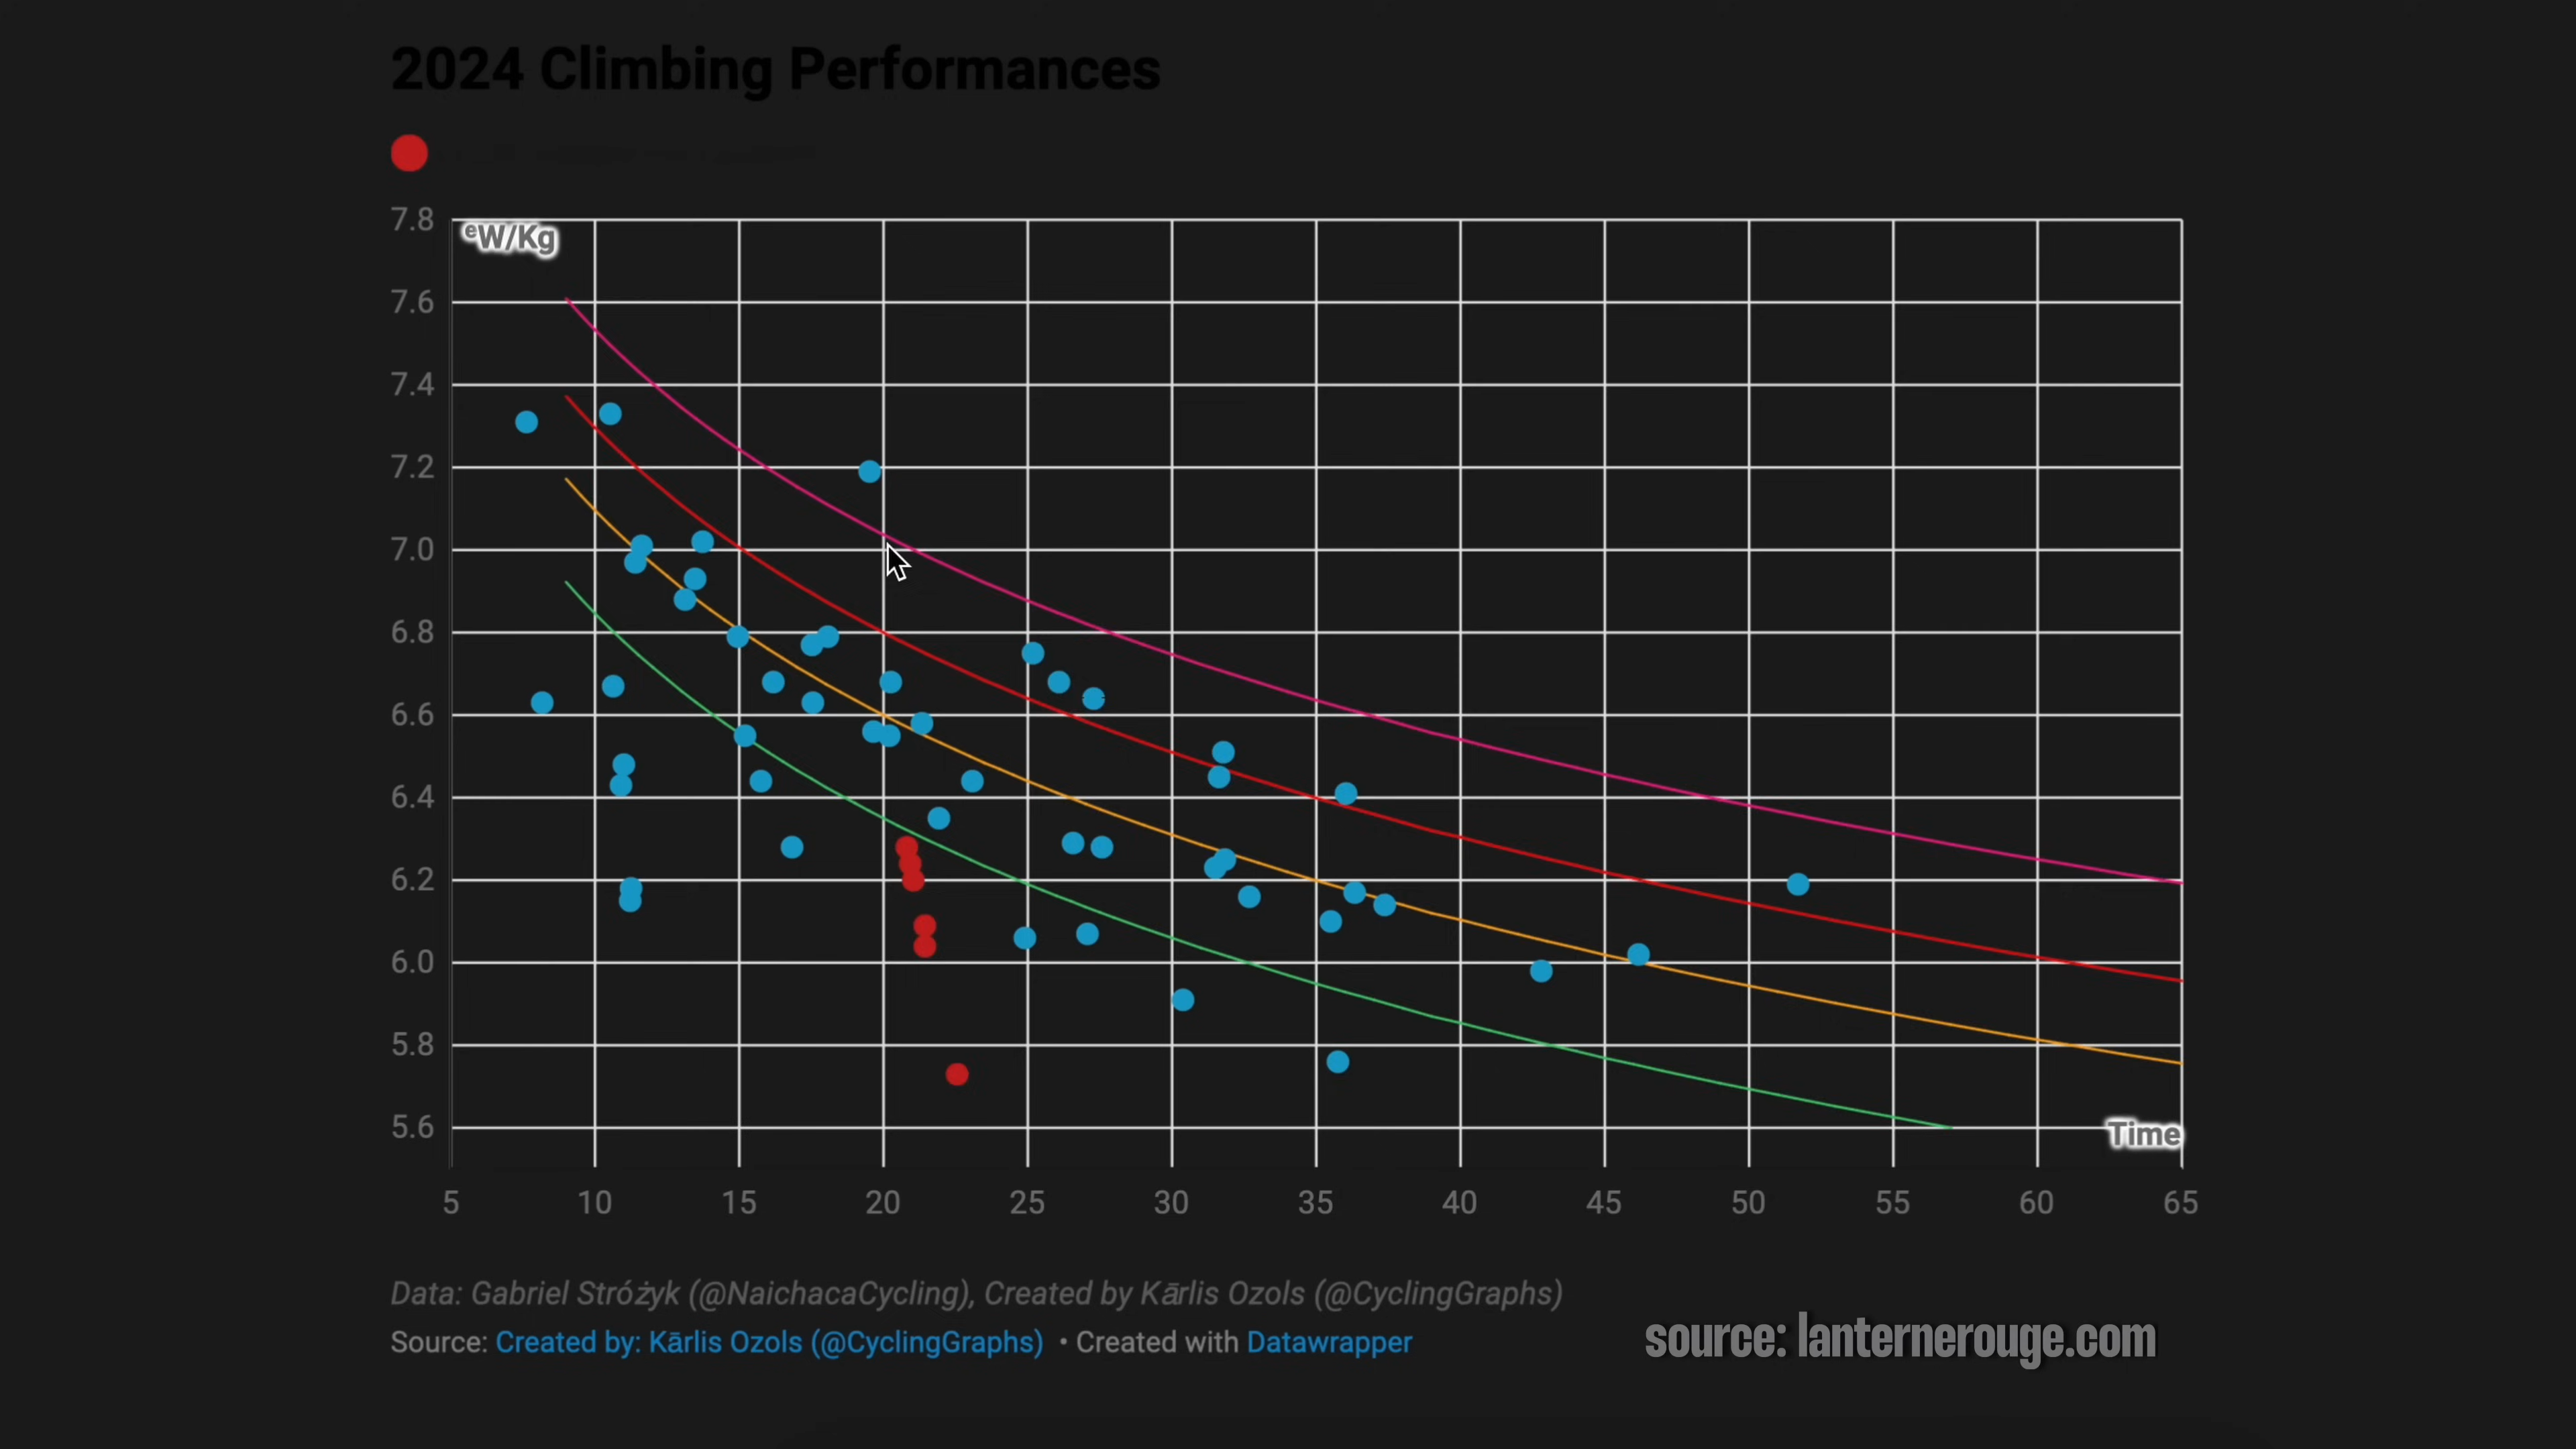 2024 Climbing Performances
7.8
eW/Kg
7.6
7.4
7.2
7.0
6.8
6.6
6.4
6.2
6.0
5.8
5.6
Time
5 10 15 20 25 30 35 40 45 50 55 60 65
Data: Gabriel Stróżyk (@NaichacaCycling), Created by Kārlis Ozols (@CyclingGraphs)
Source: Created by: Kārlis Ozols (@CyclingGraphs) • Created with Datawrapper
source: lanternerouge.com